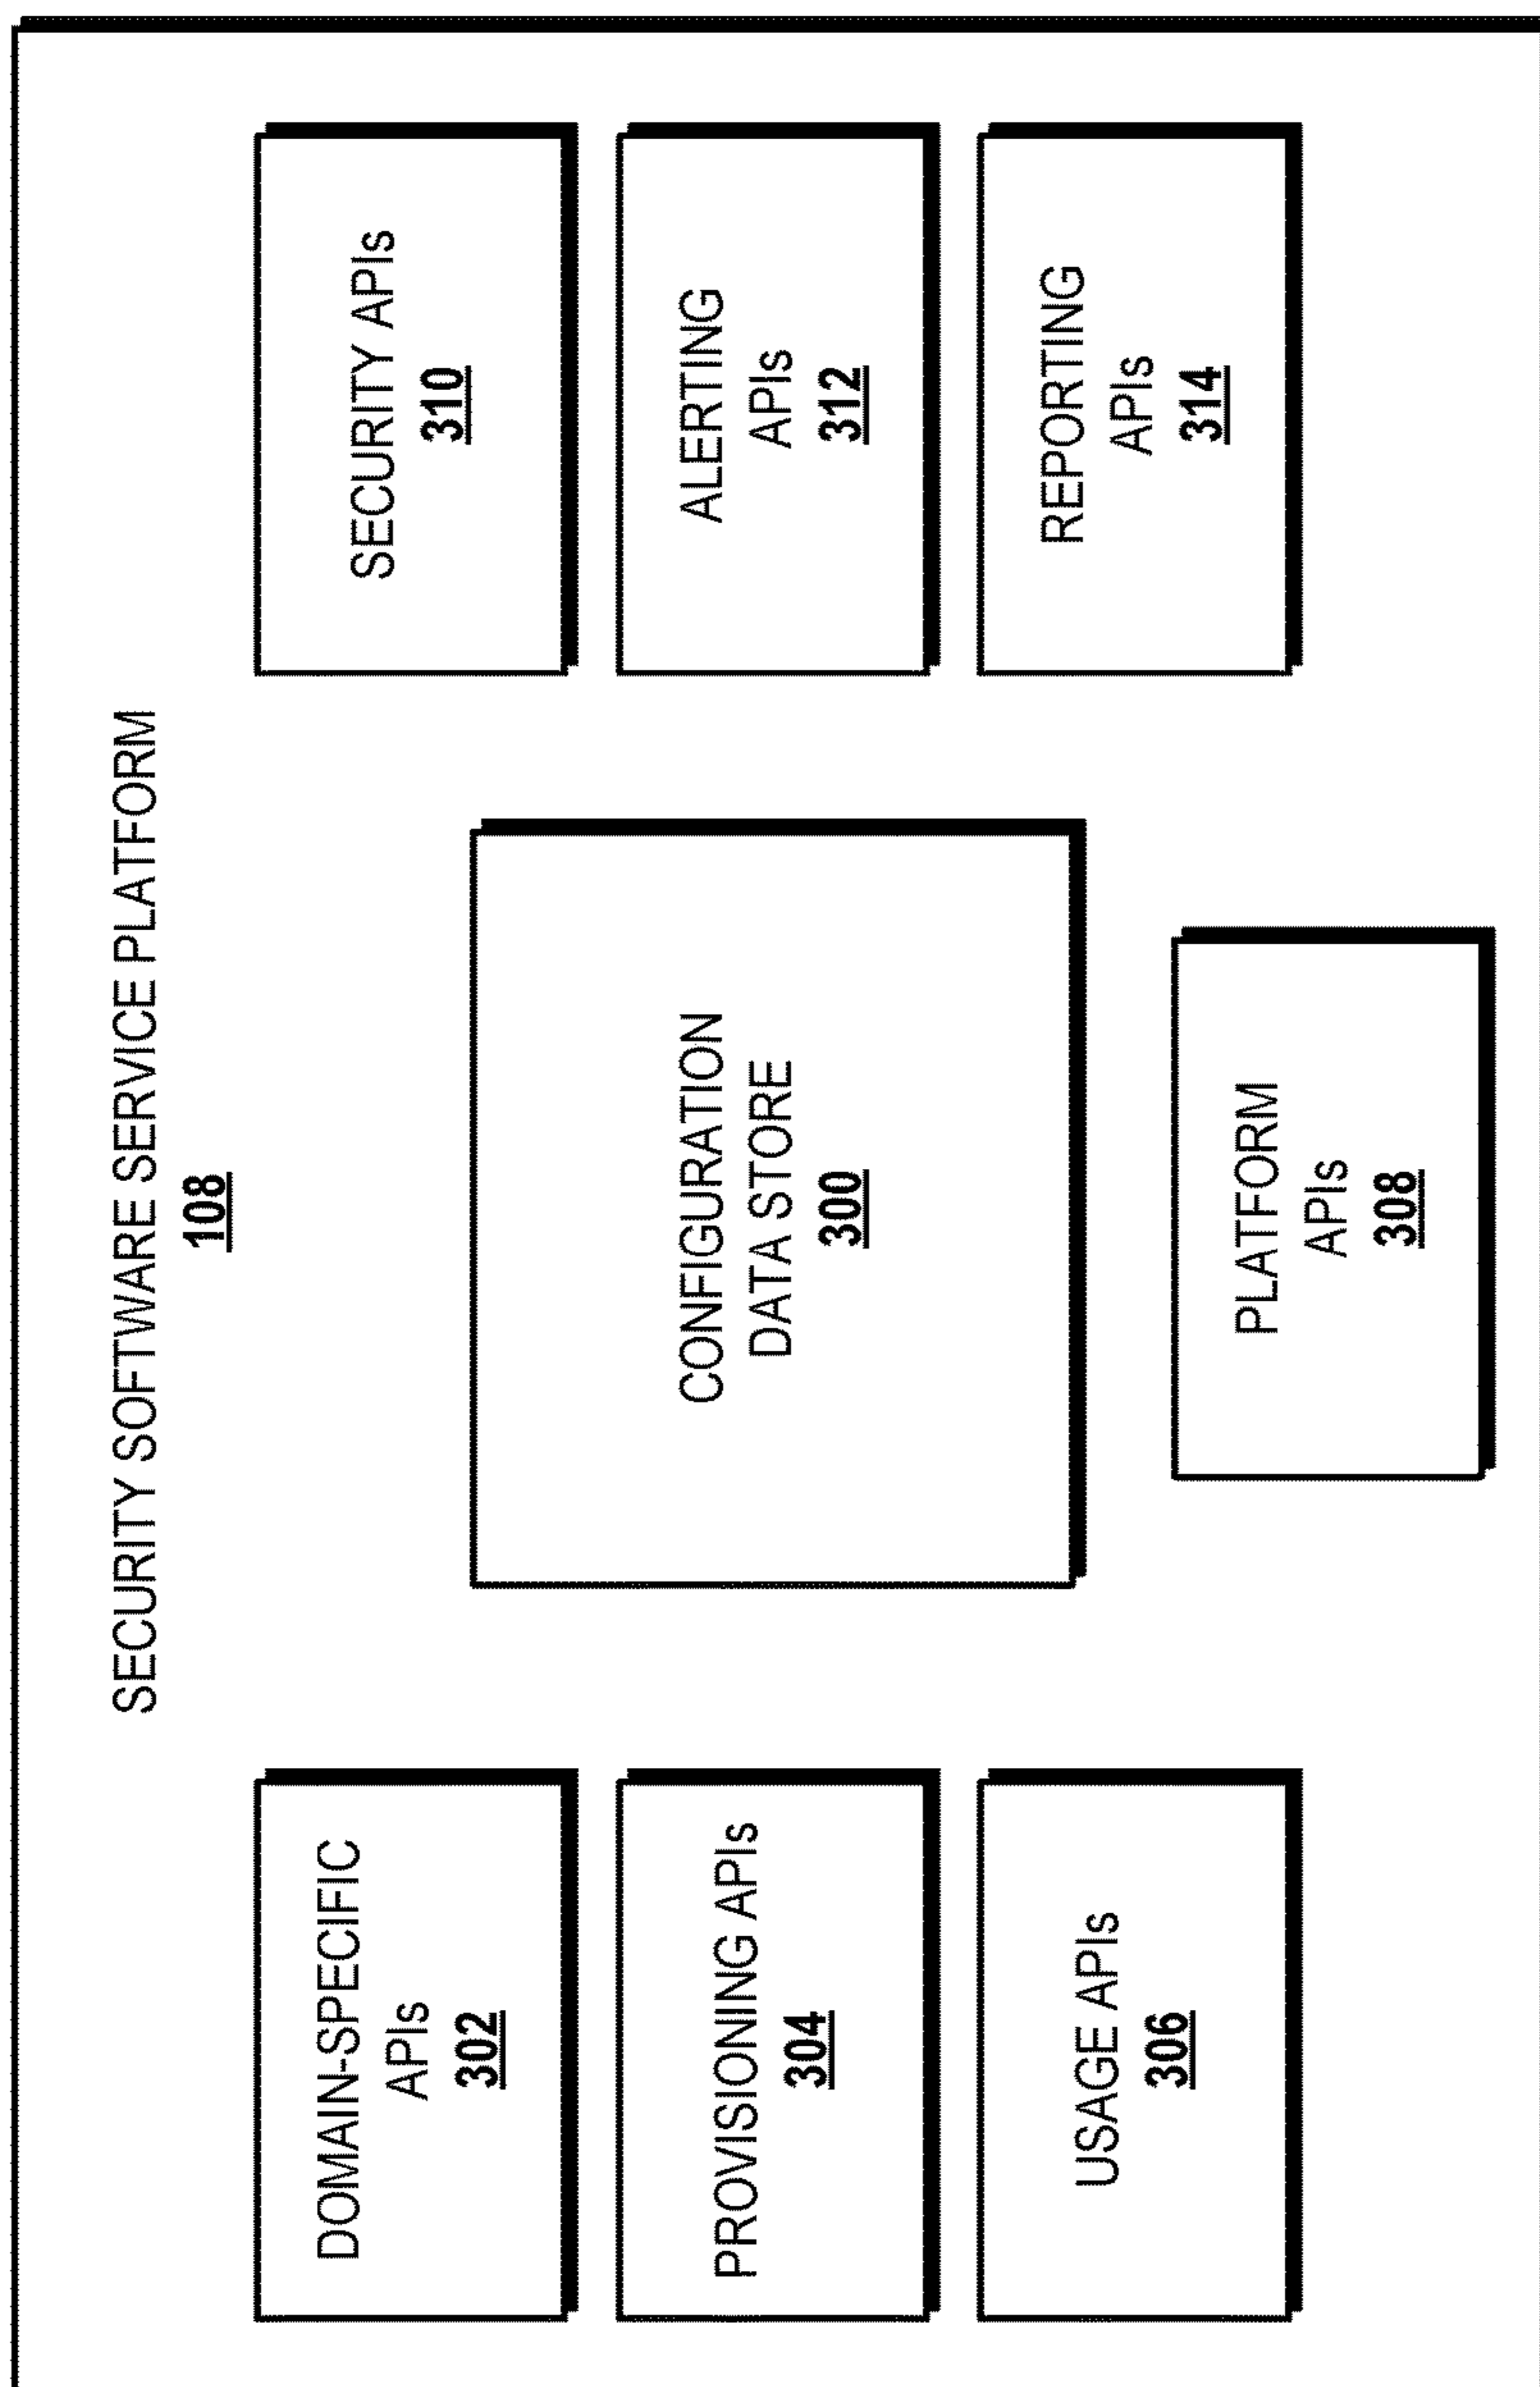 SECURITY SOFTWARE SERVICE PLATFORM
108
DOMAIN-SPECIFIC
APIs
302
PROVISIONING APIs
304
USAGE APIs
306
CONFIGURATION
DATA STORE
300
PLATFORM
APIs
308
SECURITY APIs
310
ALERTING
APIs
312
REPORTING
APIs
314